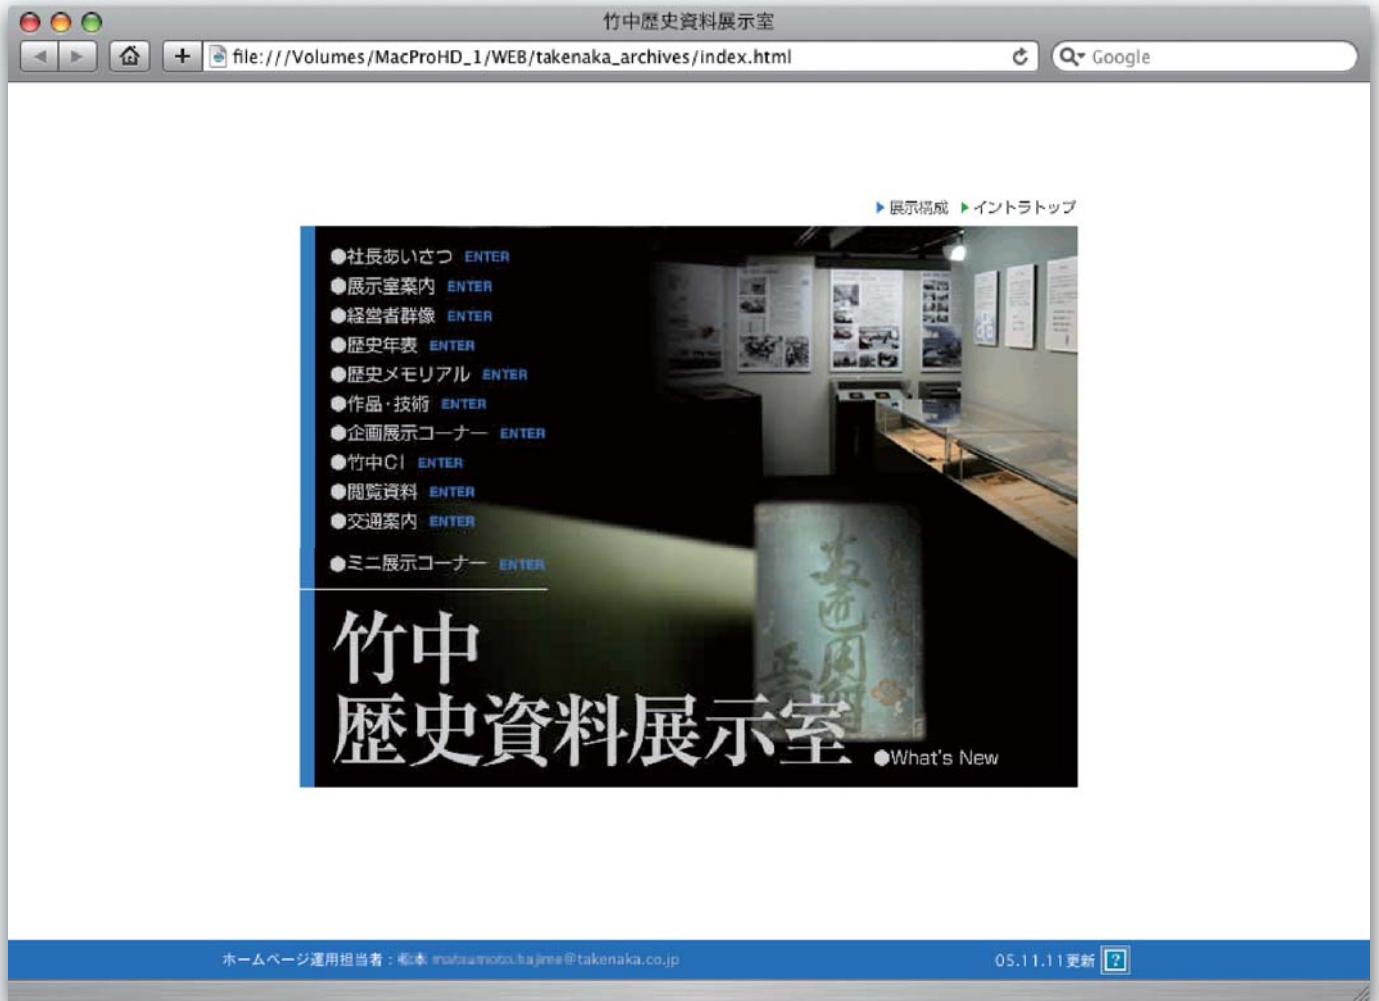 竹中歴史資料展示室
file:///Volumes/MacProHD_1/WEB/takenaka_archives/index.html
Google
展示構成 イントラトップ
●社長あいさつ ENTER
●展示室案内 ENTER
●経営者群像 ENTER
●歴史年表 ENTER
●歴史メモリアル ENTER
●作品・技術 ENTER
●企画展示コーナー ENTER
●竹中CI ENTER
●閲覧資料 ENTER
●交通案内 ENTER
●ミニ展示コーナー ENTER
竹中
歴史資料展示室
●What's New
ホームページ運用担当者：@takenaka.co.jp
05.11.11更新 ?